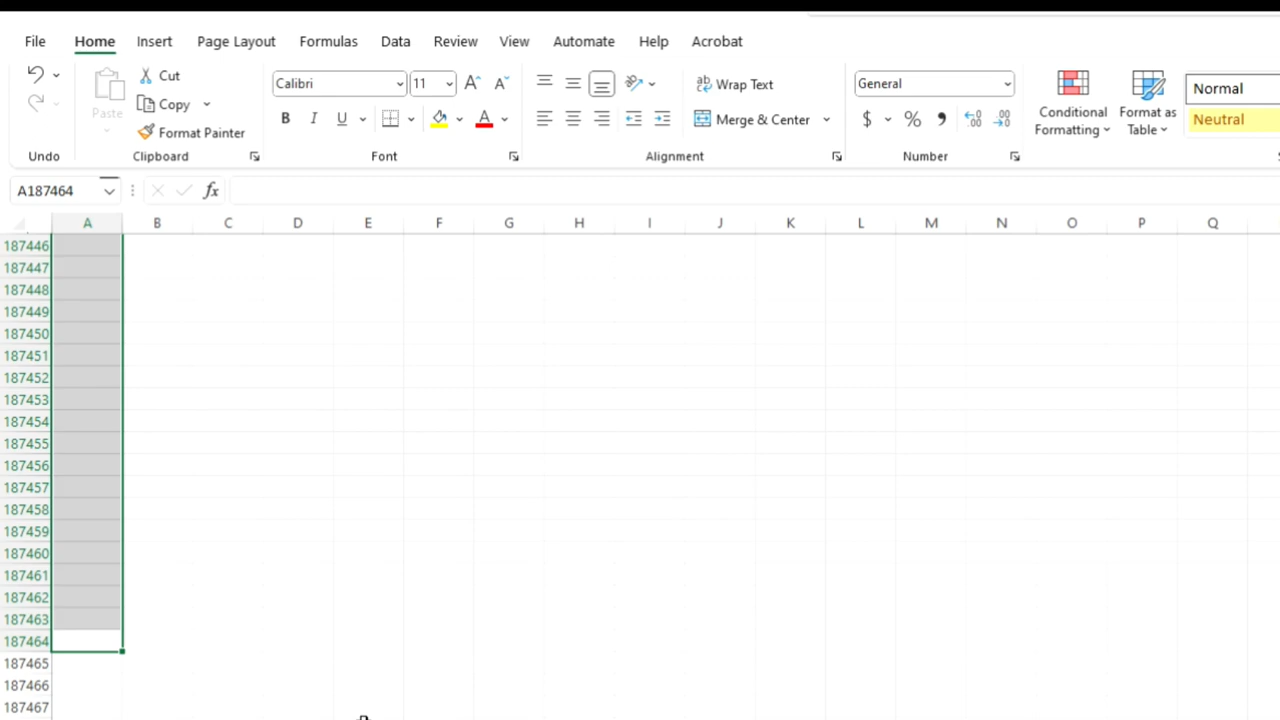 File Home Insert Page Layout Formulas Data Review View Automate Help Acrobat
Cut
Calibri 11 A A
ab Wrap Text
General
Normal
Paste
Copy
Conditional Formatting
Format as Table
B I U A
Merge & Center
$ % ,
Neutral
Format Painter
Undo Clipboard Font Alignment Number
A187464 fx
A B C D E F G H I J K L M N O P Q
187446
187447
187448
187449
187450
187451
187452
187453
187454
187455
187456
187457
187458
187459
187460
187461
187462
187463
187464
187465
187466
187467